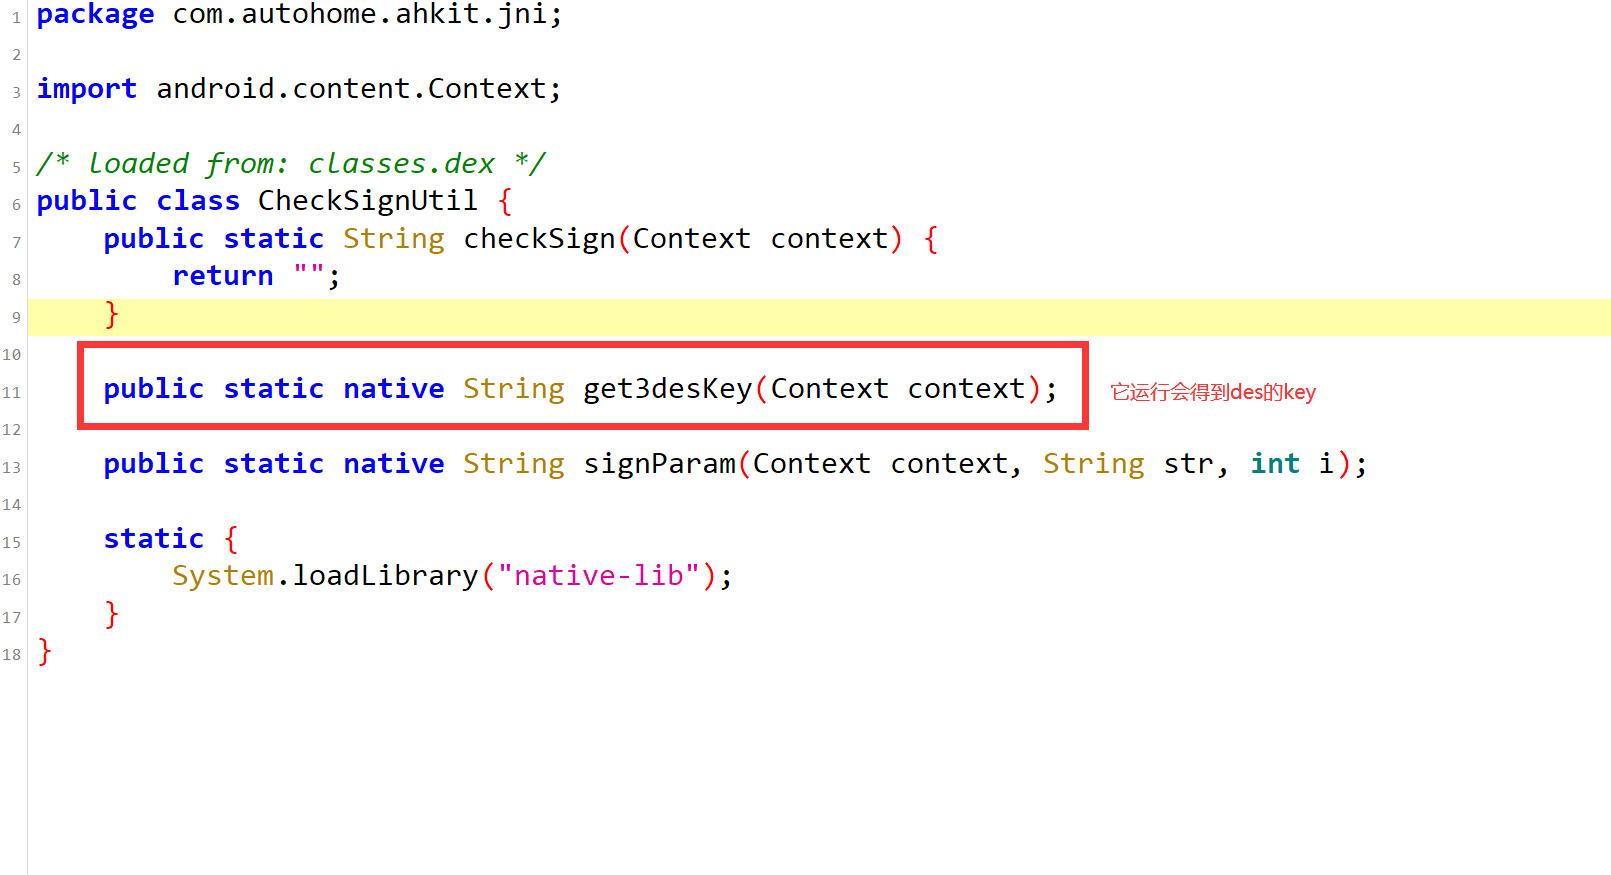 1 package com.autohome.ahkit.jni;
2
3 import android.content.Context;
4
5 /* loaded from: classes.dex */
6 public class CheckSignUtil {
7 public static String checkSign(Context context) {
8 return "";
9 }
10
11 public static native String get3desKey(Context context); 它运行会得到des的key
12
13 public static native String signParam(Context context, String str, int i);
14
15 static {
16 System.loadLibrary("native-lib");
17 }
18 }